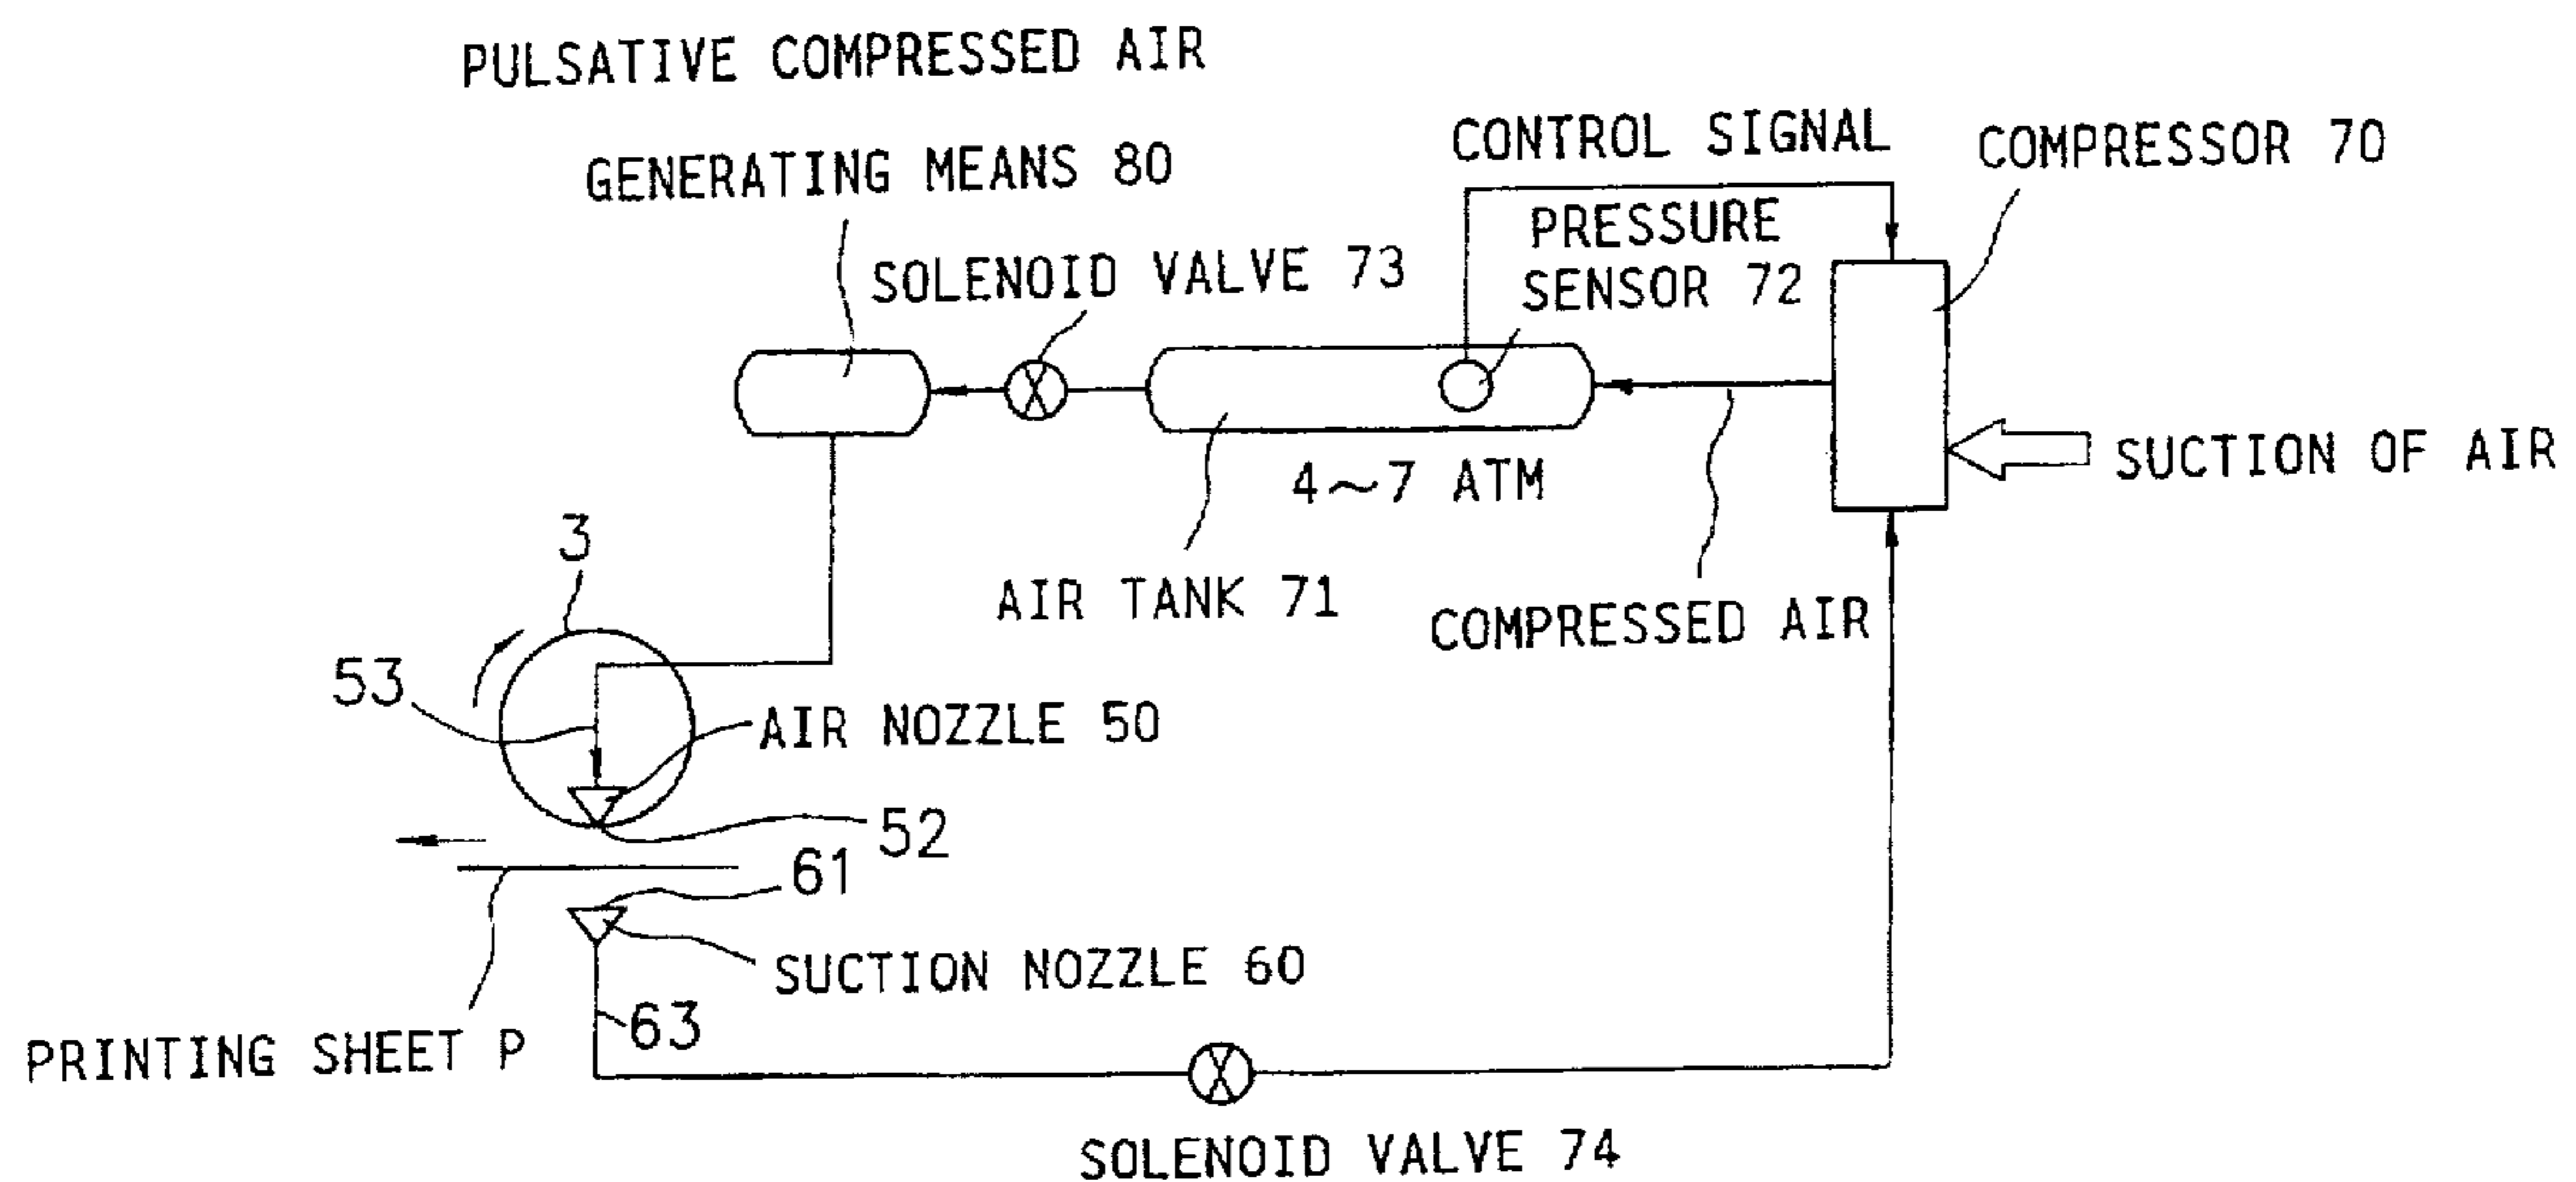 PULSATIVE COMPRESSED AIR
GENERATING MEANS 80
CONTROL SIGNAL
COMPRESSOR 70
PRESSURE
SENSOR 72
SOLENOID VALVE 73
4~7 ATM
SUCTION OF AIR
AIR TANK 71
COMPRESSED AIR
3
53
AIR NOZZLE 50
52
61
SUCTION NOZZLE 60
63
PRINTING SHEET P
SOLENOID VALVE 74